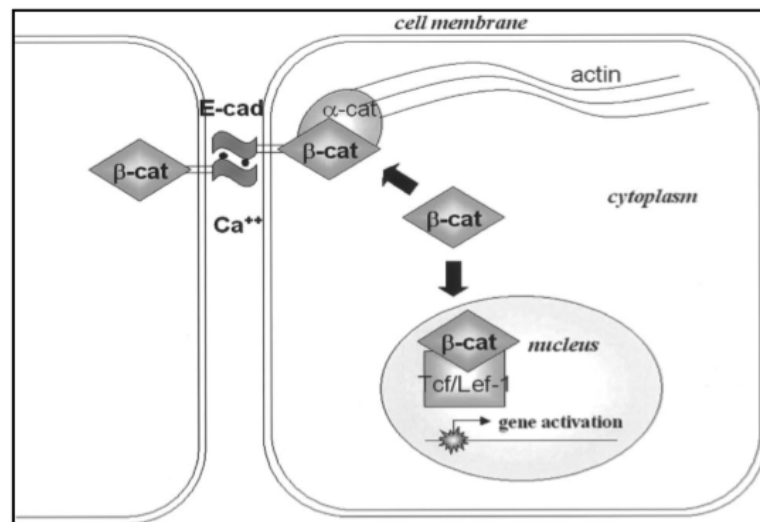 cell membrane
actin
E-cad
α-cat
β-cat
β-cat
β-cat
cytoplasm
Ca⁺⁺
β-cat
nucleus
Tcf/Lef-1
gene activation